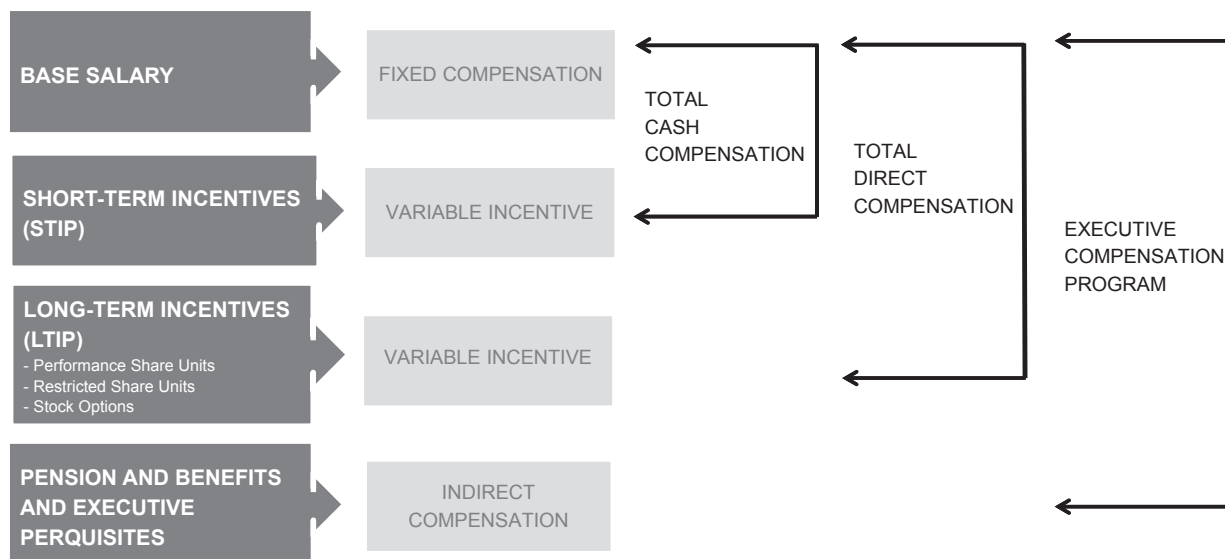 BASE SALARY
FIXED COMPENSATION
TOTAL
CASH
COMPENSATION
TOTAL
DIRECT
COMPENSATION
EXECUTIVE
COMPENSATION
PROGRAM
SHORT-TERM INCENTIVES
(STIP)
VARIABLE INCENTIVE
LONG-TERM INCENTIVES
(LTIP)
- Performance Share Units
- Restricted Share Units
- Stock Options
VARIABLE INCENTIVE
PENSION AND BENEFITS
AND EXECUTIVE
PERQUISITES
INDIRECT
COMPENSATION